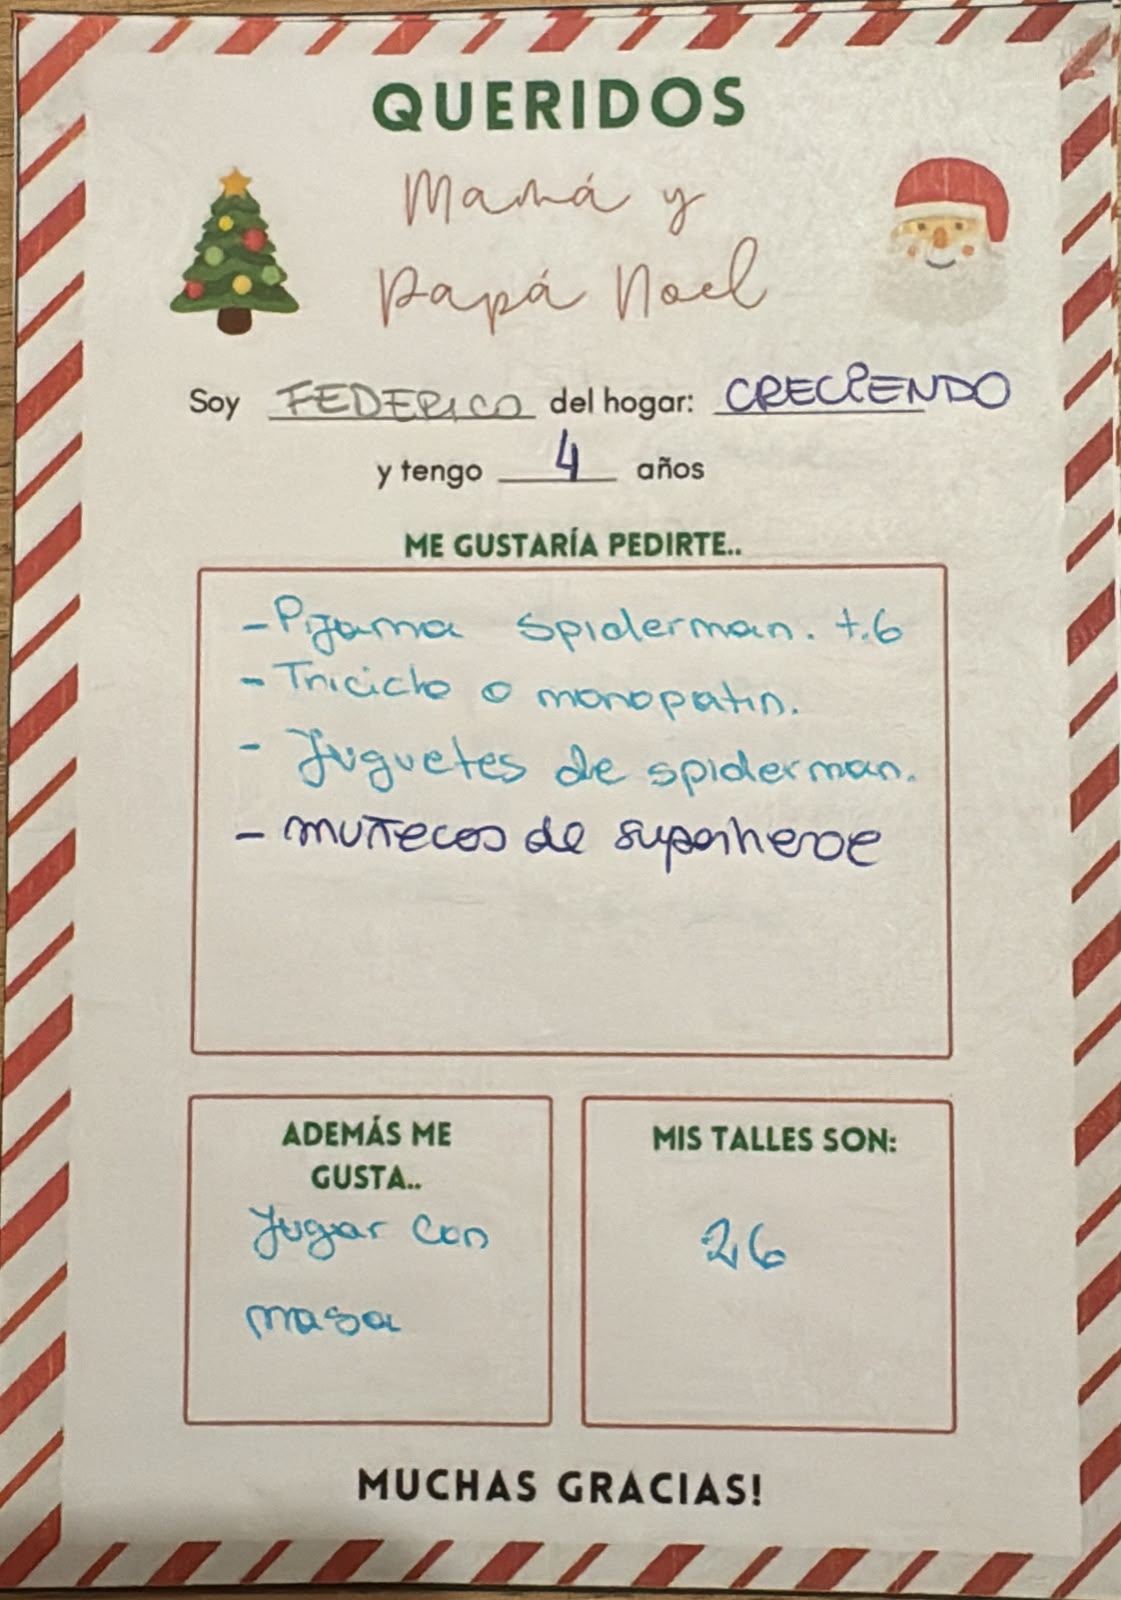 QUERIDOS
Mamá y
Papá Noel
Soy FEDERICO del hogar: CRECIENDO
y tengo 4 años
ME GUSTARÍA PEDIRTE..
- Pijama Spiderman. t.6
- Triciclo o monopatin.
- Juguetes de spiderman.
- muñecos de superheroe
ADEMÁS ME
GUSTA..
Jugar con
masa
MIS TALLES SON:
26
MUCHAS GRACIAS!